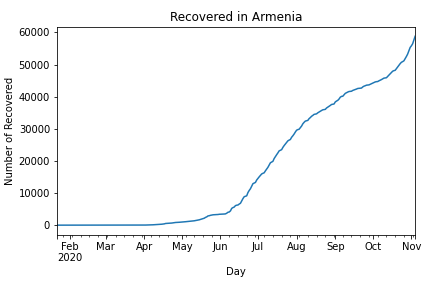 Recovered in Armenia
Number of Recovered
60000
50000
40000
30000
20000
10000
0
Feb Mar Apr May Jun Jul Aug Sep Oct Nov
2020
Day